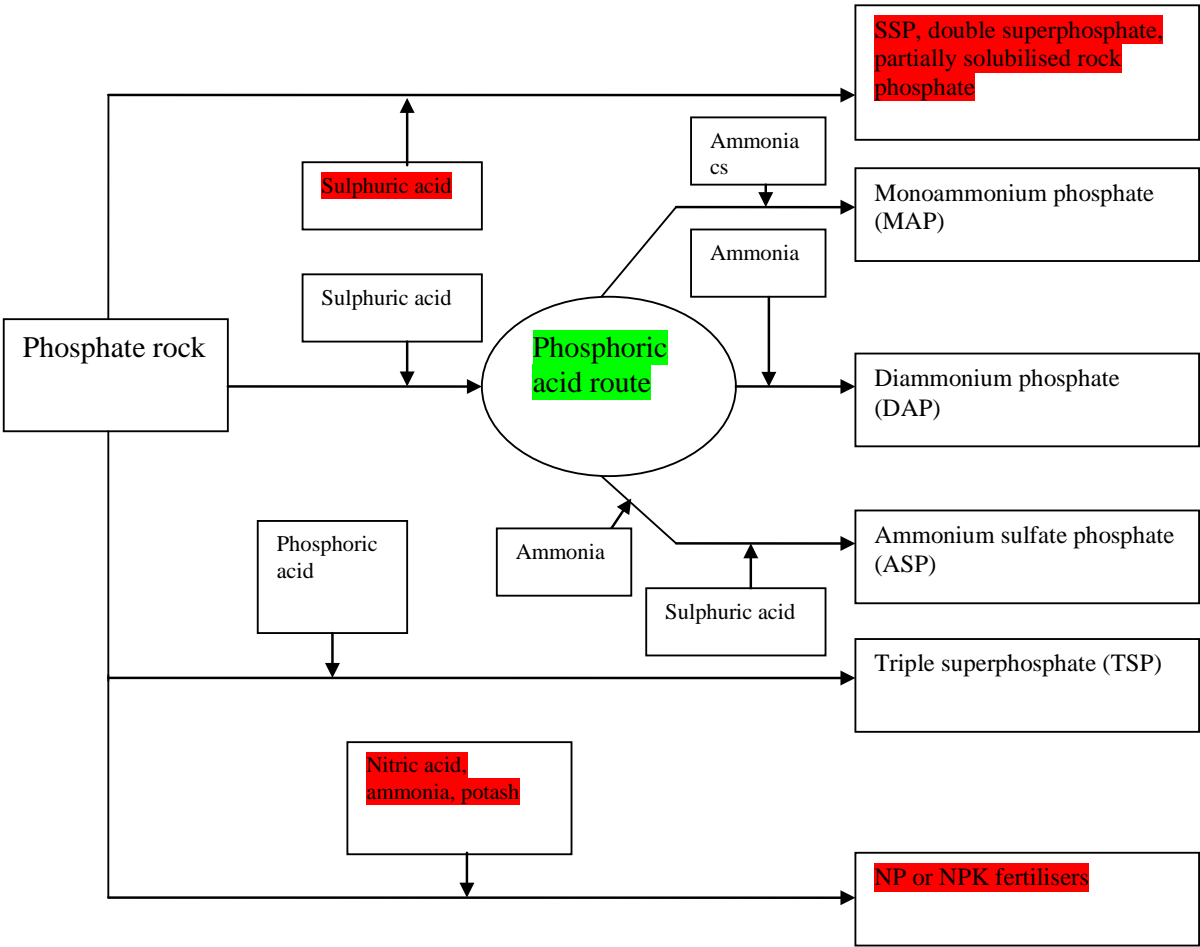 SSP, double superphosphate,
partially solubilised rock
phosphate
Ammonia
cs
Sulphuric acid
Monoammonium phosphate
(MAP)
Ammonia
Sulphuric acid
Phosphate rock
Phosphoric
acid route
Diammonium phosphate
(DAP)
Phosphoric
acid
Ammonia
Ammonium sulfate phosphate
(ASP)
Sulphuric acid
Triple superphosphate (TSP)
Nitric acid,
ammonia, potash
NP or NPK fertilisers